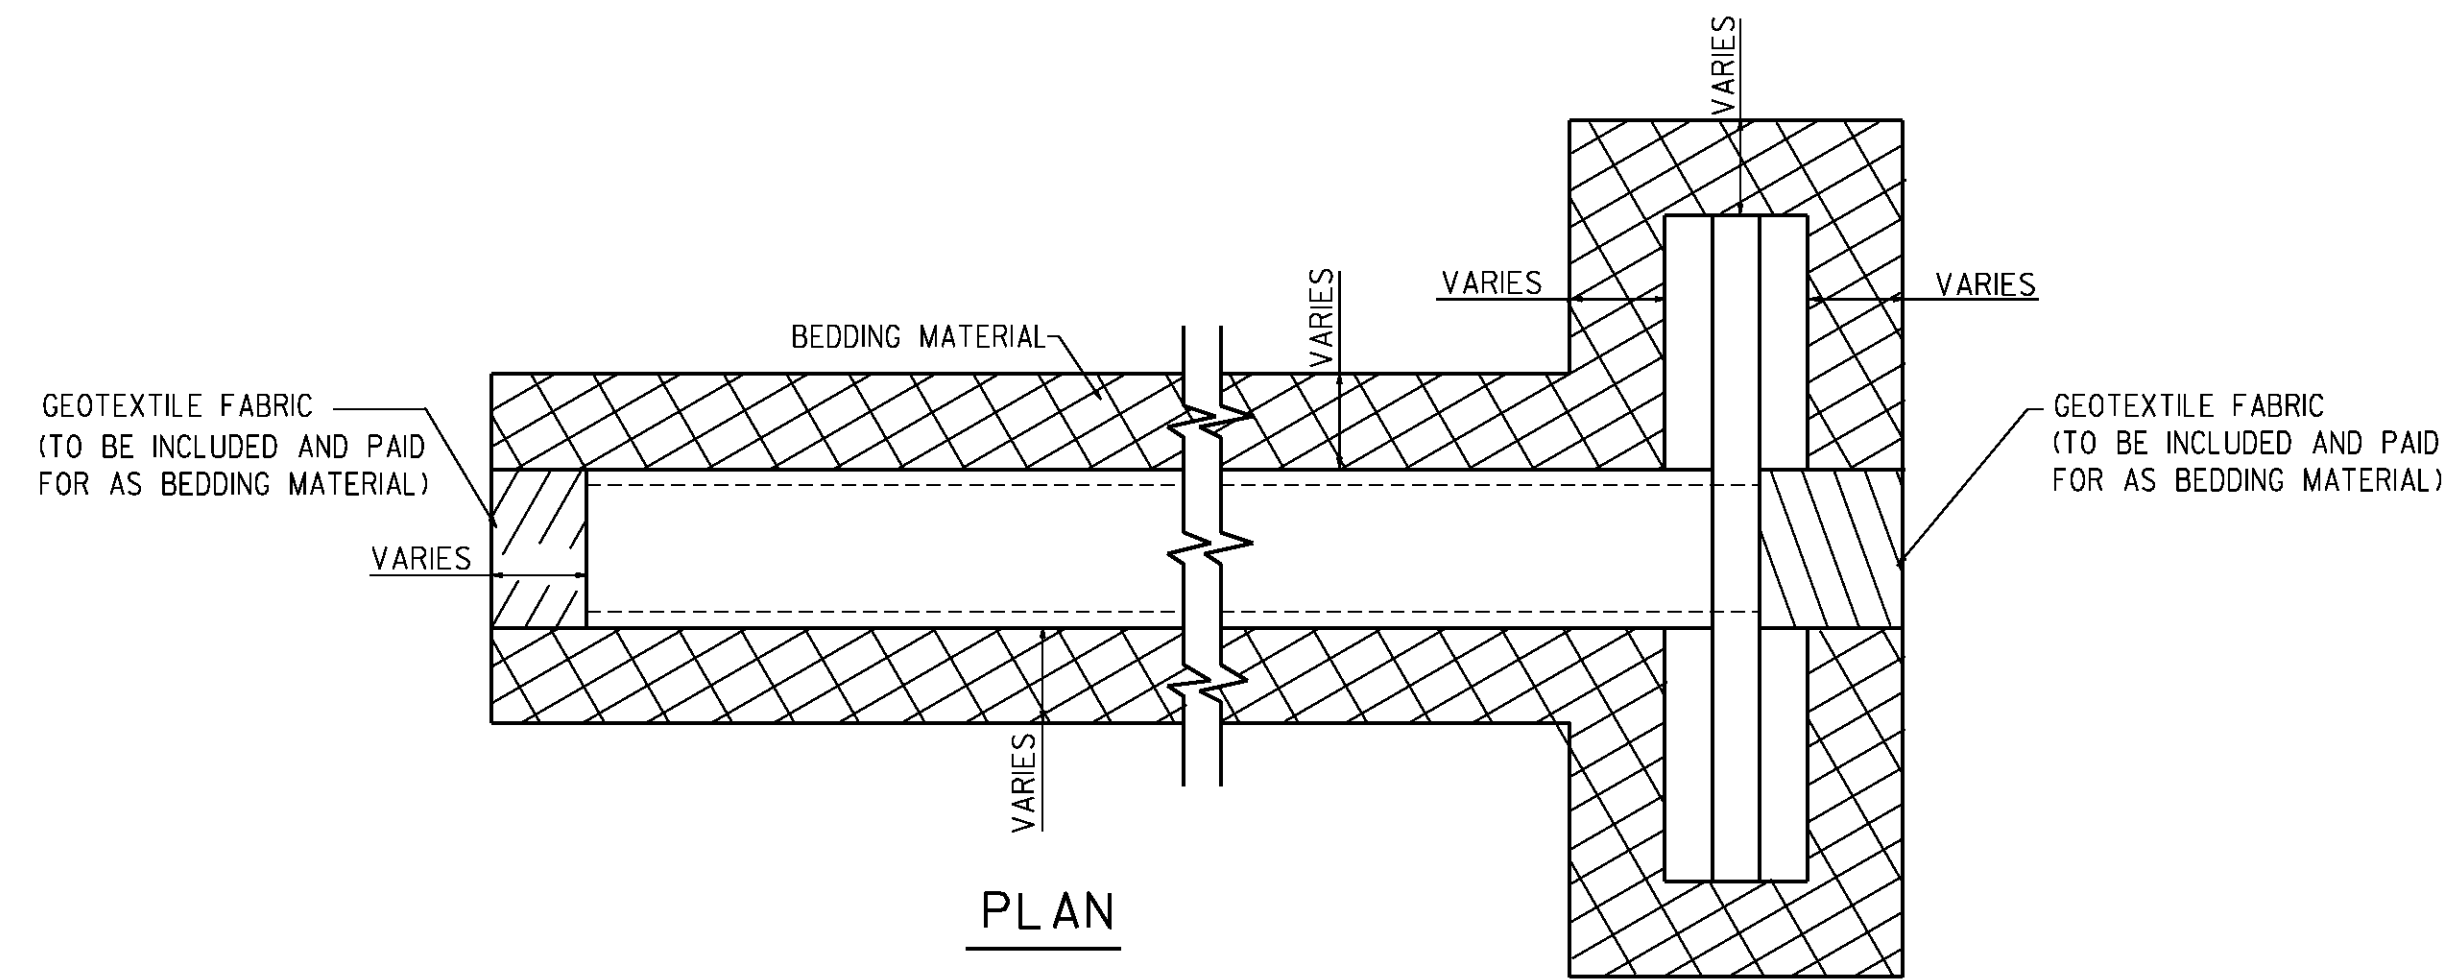 VARIES
VARIES
VARIES
VARIES
BEDDING MATERIAL
GEOTEXTILE FABRIC
(TO BE INCLUDED AND PAID
FOR AS BEDDING MATERIAL)
GEOTEXTILE FABRIC
(TO BE INCLUDED AND PAID
FOR AS BEDDING MATERIAL)
VARIES
VARIES
PLAN